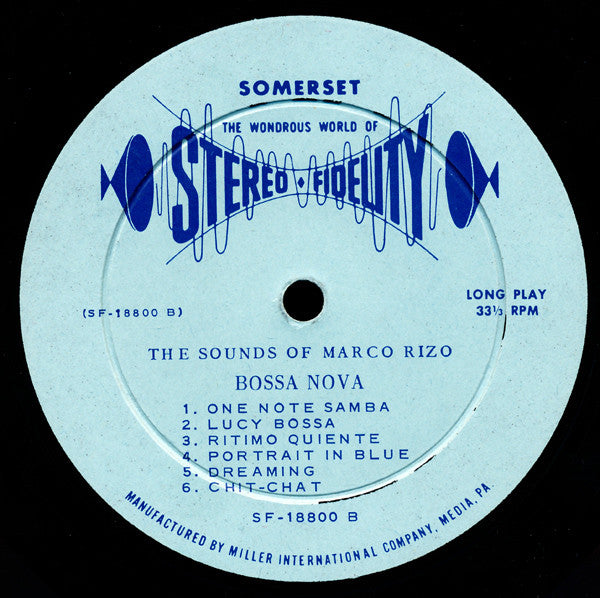 SOMERSET
THE WONDROUS WORLD OF
STEREO ✦ FIDELITY
(SF-18800 B)
LONG PLAY
33⅓ RPM
THE SOUNDS OF MARCO RIZO
BOSSA NOVA
1. ONE NOTE SAMBA
2. LUCY BOSSA
3. RITIMO QUIENTE
4. PORTRAIT IN BLUE
5. DREAMING
6. CHIT-CHAT
SF-18800 B
MANUFACTURED BY MILLER INTERNATIONAL COMPANY, MEDIA, PA.